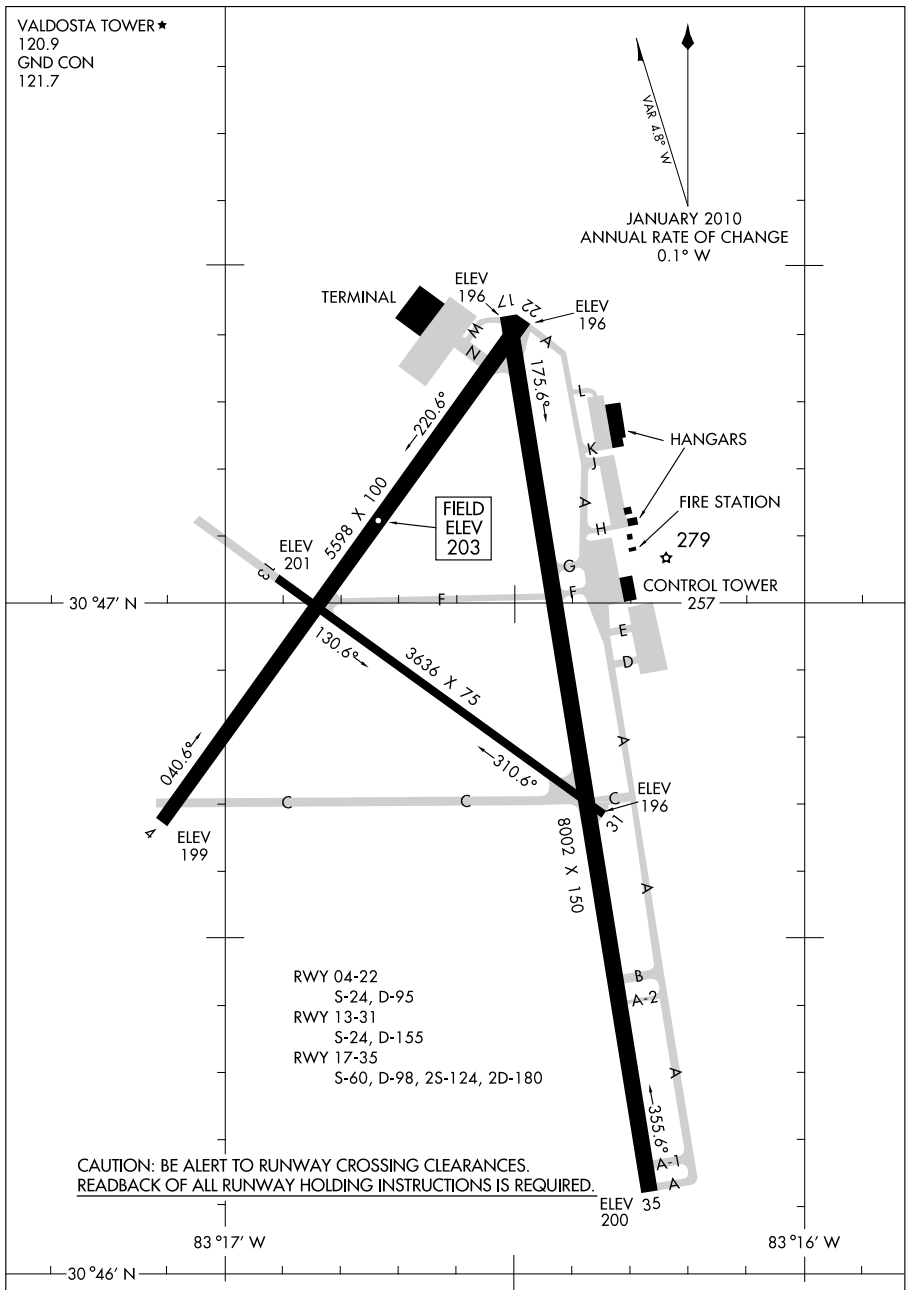 VALDOSTA TOWER★
120.9
GND CON
121.7
VAR 4.8° W
JANUARY 2010
ANNUAL RATE OF CHANGE
0.1° W
TERMINAL
ELEV
196
17
22
ELEV
196
W
N
A
175.6°
L
220.6°
HANGARS
K
J
5598 X 100
A
FIRE STATION
FIELD
ELEV
203
H
279
ELEV
201
13
G
CONTROL TOWER
257
30°47' N
F
F
E
D
130.6°
3636 X 75
A
310.6°
040.6°
C
C
C
ELEV
196
31
4
ELEV
199
8002 X 150
A
RWY 04-22
S-24, D-95
RWY 13-31
S-24, D-155
RWY 17-35
S-60, D-98, 2S-124, 2D-180
B
A-2
A
355.6°
A-1
A
CAUTION: BE ALERT TO RUNWAY CROSSING CLEARANCES.
READBACK OF ALL RUNWAY HOLDING INSTRUCTIONS IS REQUIRED.
ELEV
200
35
83°17' W
83°16' W
30°46' N